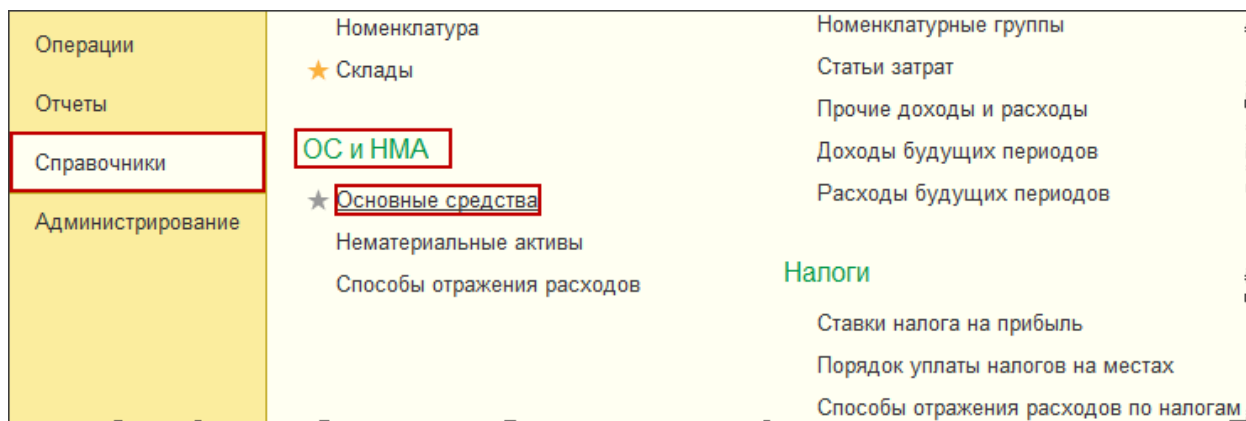 Операции
Отчеты
Справочники
Администрирование
Номенклатура
Склады
ОС и НМА
Основные средства
Нематериальные активы
Способы отражения расходов
Номенклатурные группы
Статьи затрат
Прочие доходы и расходы
Доходы будущих периодов
Расходы будущих периодов
Налоги
Ставки налога на прибыль
Порядок уплаты налогов на местах
Способы отражения расходов по налогам